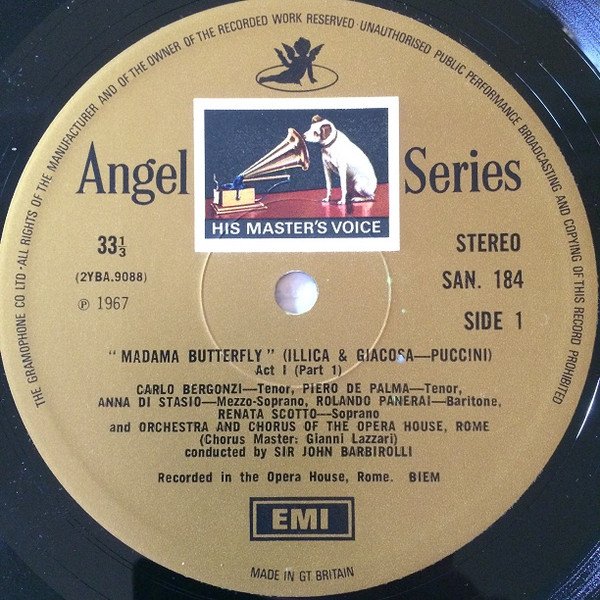 THE GRAMOPHONE CO LTD · ALL RIGHTS OF THE MANUFACTURER AND OF THE OWNER OF THE RECORDED WORK RESERVED · UNAUTHORISED PUBLIC PERFORMANCE BROADCASTING AND COPYING OF THIS RECORD PROHIBITED
Angel Series
HIS MASTER'S VOICE
33⅓ STEREO
(2YBA.9088) SAN. 184
Ⓟ 1967 SIDE 1
"MADAMA BUTTERFLY" (ILLICA & GIACOSA—PUCCINI)
Act I (Part 1)
CARLO BERGONZI—Tenor, PIERO DE PALMA—Tenor,
ANNA DI STASIO—Mezzo-Soprano, ROLANDO PANERAI—Baritone,
RENATA SCOTTO—Soprano
and ORCHESTRA AND CHORUS OF THE OPERA HOUSE, ROME
(Chorus Master: Gianni Lazzari)
conducted by SIR JOHN BARBIROLLI
Recorded in the Opera House, Rome. BIEM
EMI
MADE IN GT BRITAIN